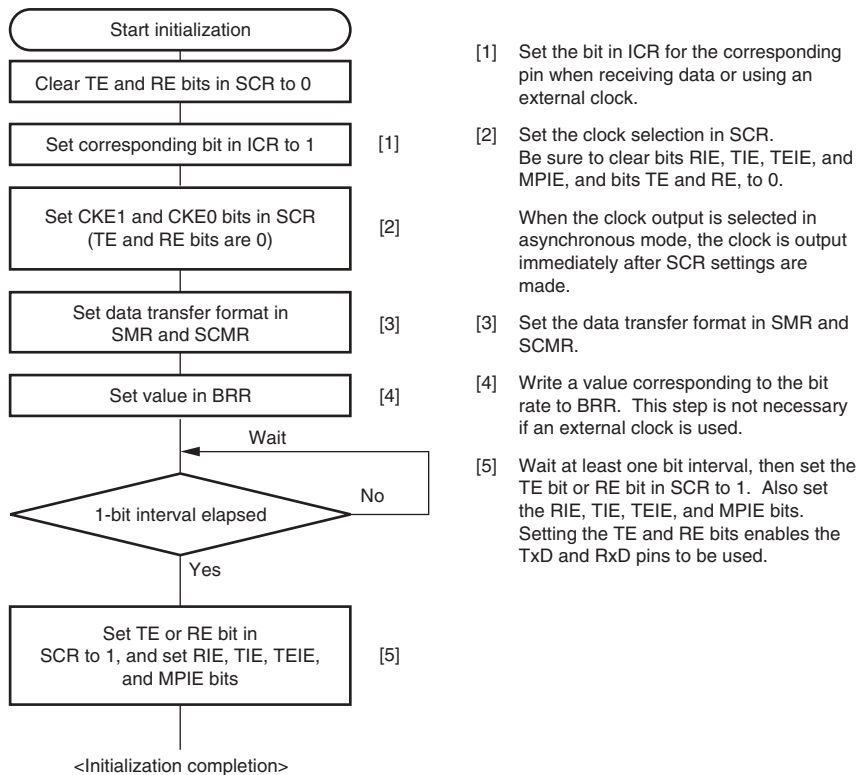 Start initialization
Clear TE and RE bits in SCR to 0
Set corresponding bit in ICR to 1
[1]
Set CKE1 and CKE0 bits in SCR
(TE and RE bits are 0)
[2]
Set data transfer format in
SMR and SCMR
[3]
Set value in BRR
[4]
Wait
1-bit interval elapsed
No
Yes
Set TE or RE bit in
SCR to 1, and set RIE, TIE, TEIE,
and MPIE bits
[5]
<Initialization completion>
[1] Set the bit in ICR for the corresponding
pin when receiving data or using an
external clock.
[2] Set the clock selection in SCR.
Be sure to clear bits RIE, TIE, TEIE, and
MPIE, and bits TE and RE, to 0.
When the clock output is selected in
asynchronous mode, the clock is output
immediately after SCR settings are
made.
[3] Set the data transfer format in SMR and
SCMR.
[4] Write a value corresponding to the bit
rate to BRR. This step is not necessary
if an external clock is used.
[5] Wait at least one bit interval, then set the
TE bit or RE bit in SCR to 1. Also set
the RIE, TIE, TEIE, and MPIE bits.
Setting the TE and RE bits enables the
TxD and RxD pins to be used.